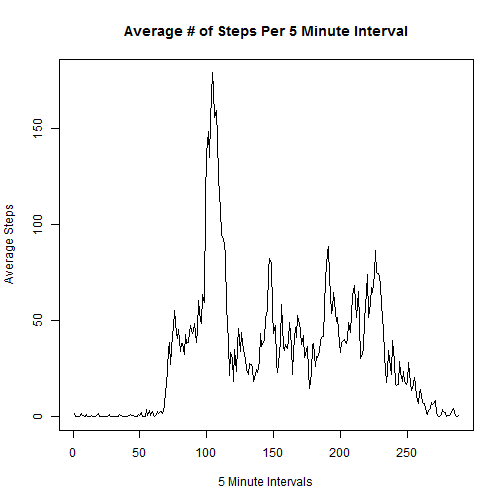 Average # of Steps Per 5 Minute Interval
Average Steps
150
100
50
0
0 50 100 150 200 250
5 Minute Intervals